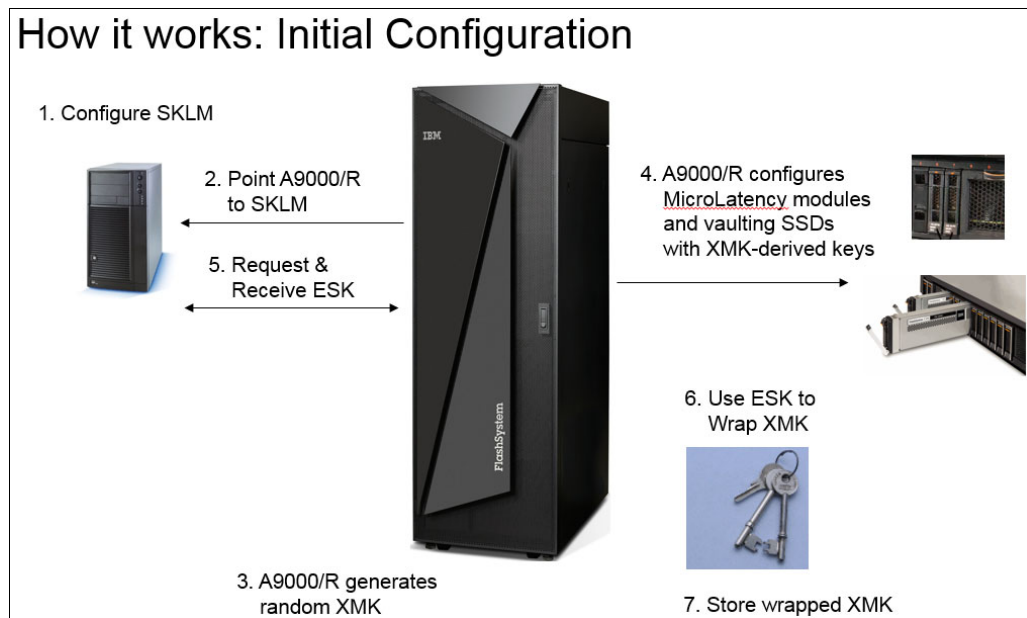 How it works: Initial Configuration
1. Configure SKLM
2. Point A9000/R
to SKLM
5. Request &
Receive ESK
IBM
FlashSystem
3. A9000/R generates
random XMK
4. A9000/R configures
MicroLatency modules
and vaulting SSDs
with XMK-derived keys
6. Use ESK to
Wrap XMK
7. Store wrapped XMK